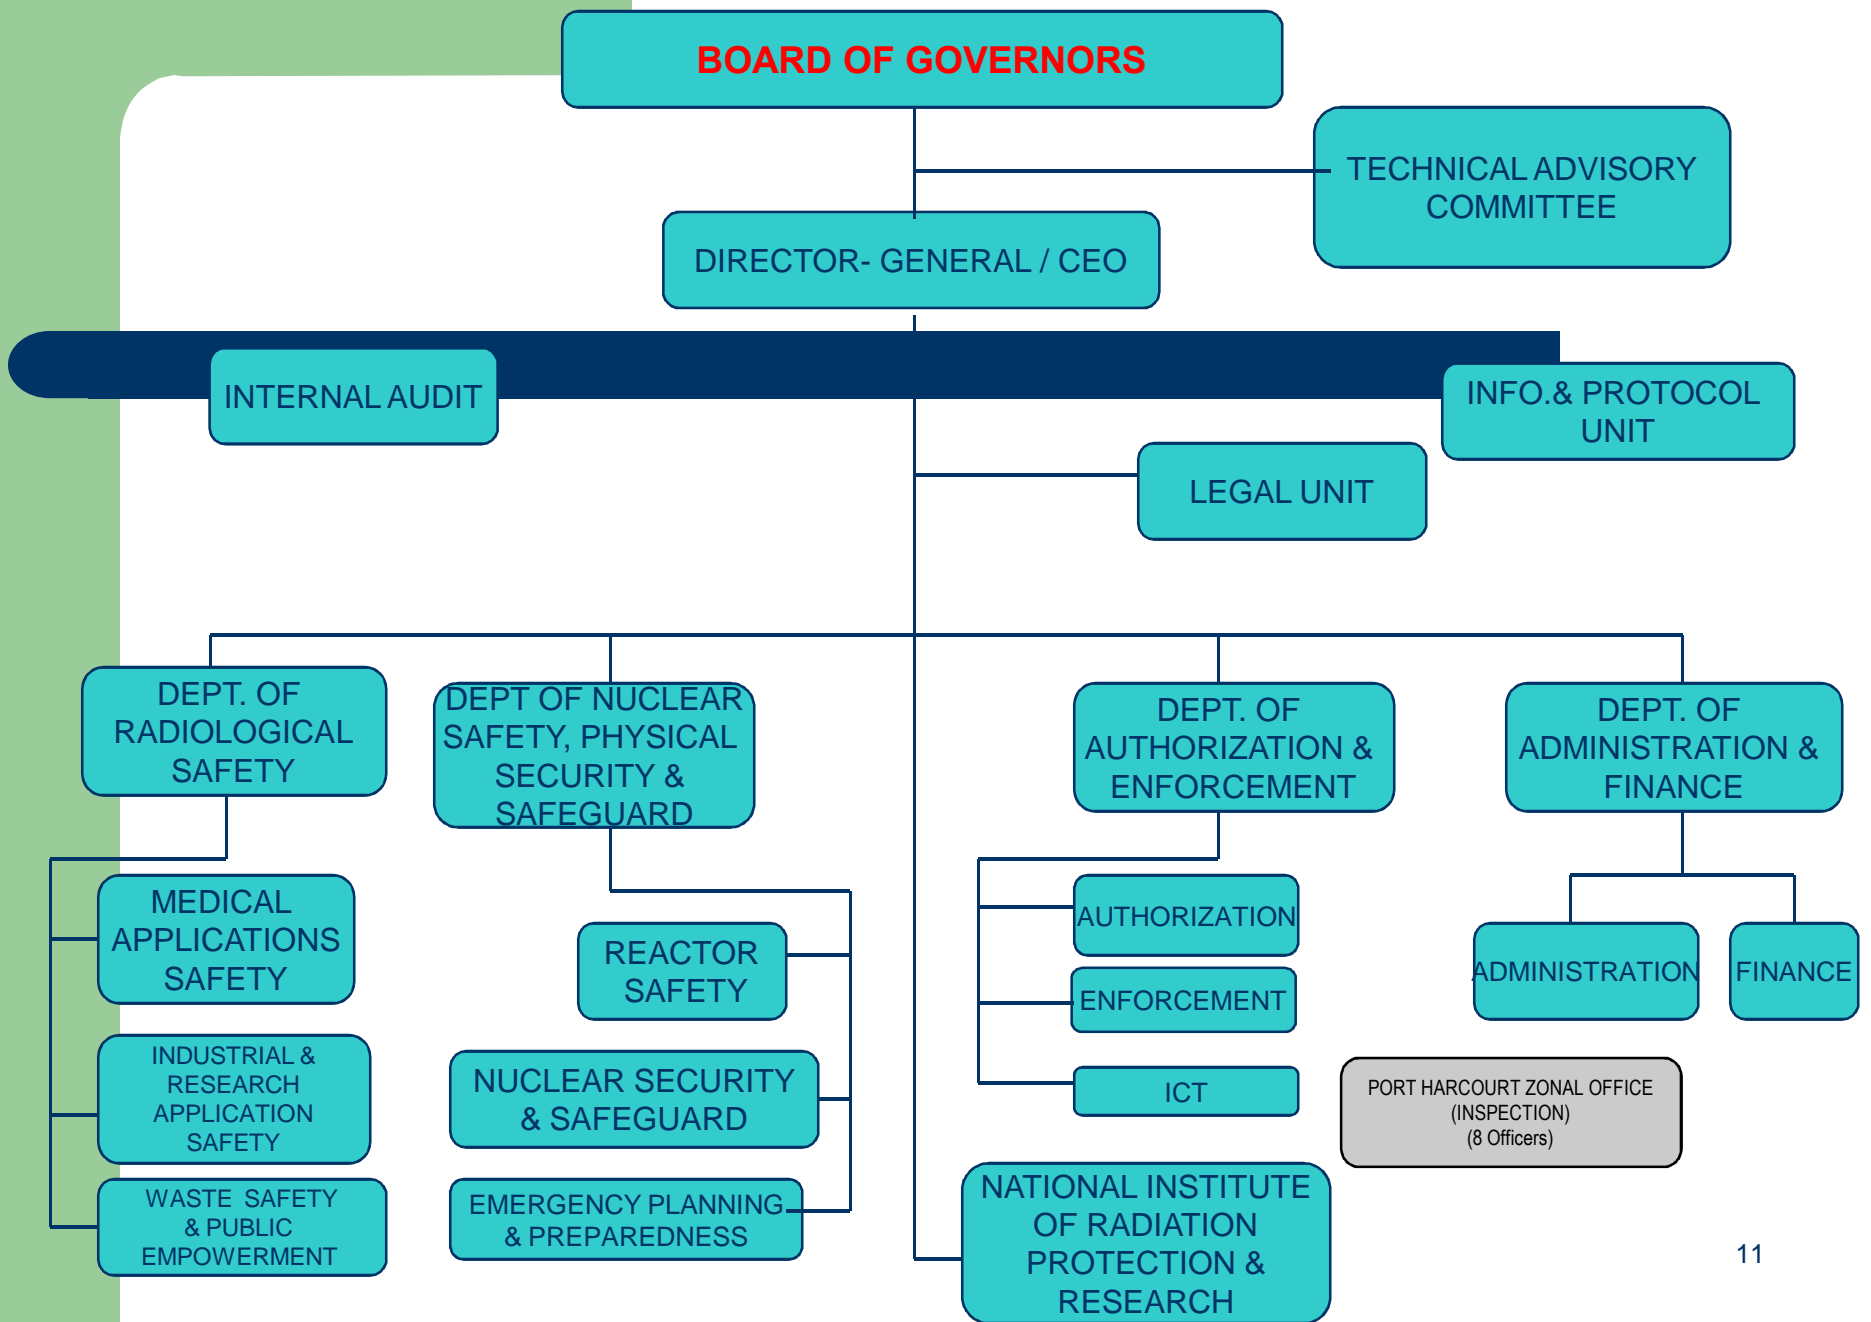 BOARD OF GOVERNORS
TECHNICAL ADVISORY
COMMITTEE
DIRECTOR- GENERAL / CEO
INTERNAL AUDIT
INFO.& PROTOCOL
UNIT
LEGAL UNIT
DEPT. OF
RADIOLOGICAL
SAFETY
DEPT OF NUCLEAR
SAFETY, PHYSICAL
SECURITY &
SAFEGUARD
DEPT. OF
AUTHORIZATION &
ENFORCEMENT
DEPT. OF
ADMINISTRATION &
FINANCE
MEDICAL
APPLICATIONS
SAFETY
INDUSTRIAL &
RESEARCH
APPLICATION
SAFETY
WASTE SAFETY
& PUBLIC
EMPOWERMENT
REACTOR
SAFETY
NUCLEAR SECURITY
& SAFEGUARD
EMERGENCY PLANNING
& PREPAREDNESS
AUTHORIZATION
ENFORCEMENT
ICT
ADMINISTRATION
FINANCE
PORT HARCOURT ZONAL OFFICE
(INSPECTION)
(8 Officers)
NATIONAL INSTITUTE
OF RADIATION
PROTECTION &
RESEARCH
11